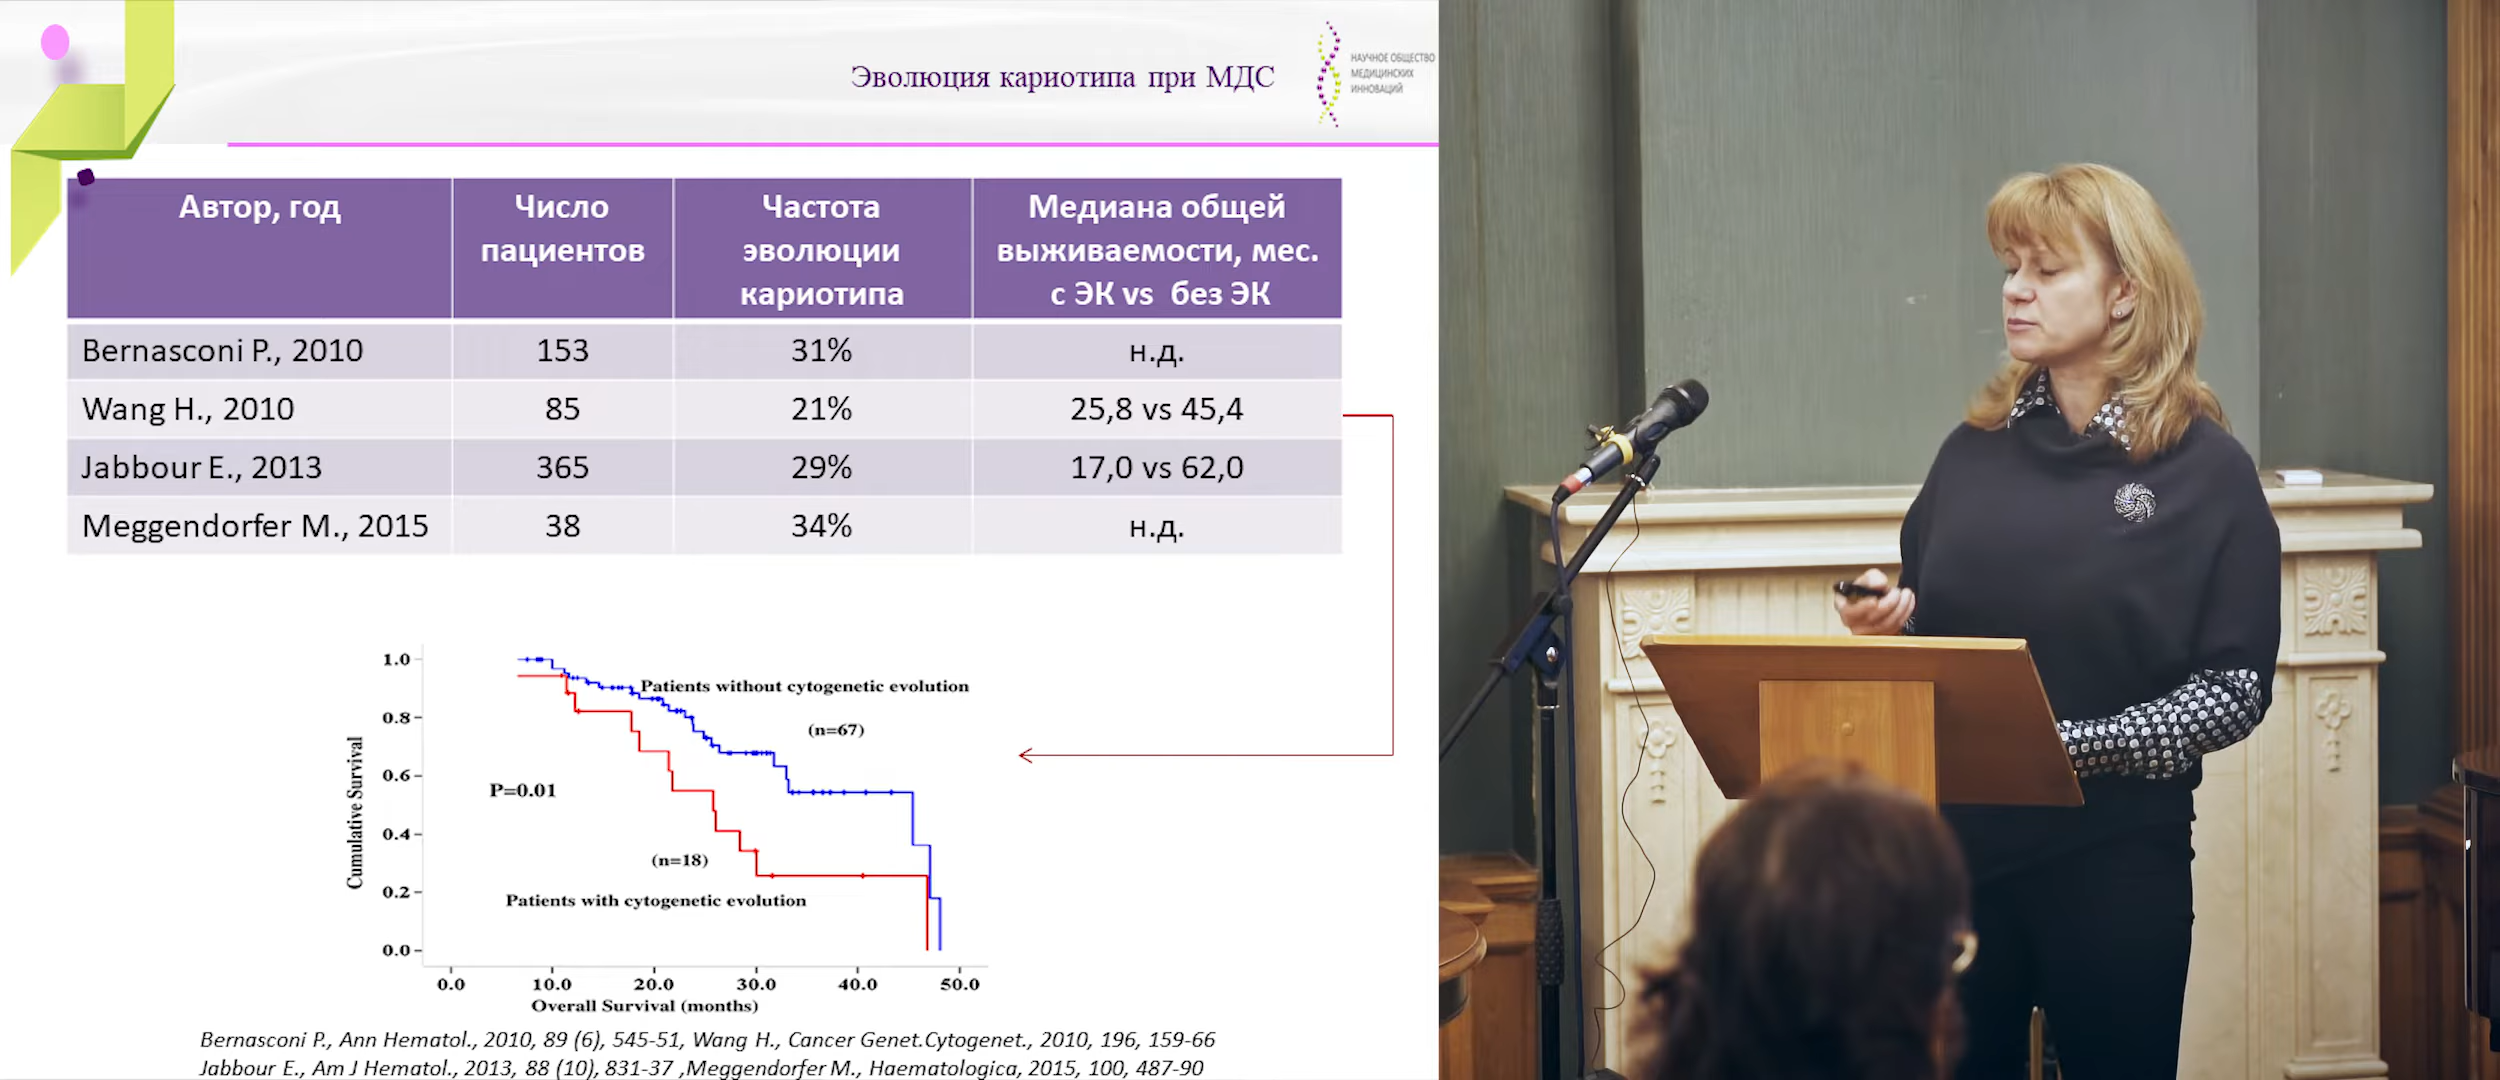 Эволюция кариотипа при МДС
НАУЧНОЕ ОБЩЕСТВО
МЕДИЦИНСКИХ
ИННОВАЦИЙ
Автор, год
Число
пациентов
Частота
эволюции
кариотипа
Медиана общей
выживаемости, мес.
с ЭК vs без ЭК
Bernasconi P., 2010 153 31% н.д.
Wang H., 2010 85 21% 25,8 vs 45,4
Jabbour E., 2013 365 29% 17,0 vs 62,0
Meggendorfer M., 2015 38 34% н.д.
Cumulative Survival
1.0
0.8
0.6
0.4
0.2
0.0
Patients without cytogenetic evolution
(n=67)
P=0.01
(n=18)
Patients with cytogenetic evolution
0.0 10.0 20.0 30.0 40.0 50.0
Overall Survival (months)
Bernasconi P., Ann Hematol., 2010, 89 (6), 545-51, Wang H., Cancer Genet.Cytogenet., 2010, 196, 159-66
Jabbour E., Am J Hematol., 2013, 88 (10), 831-37 ,Meggendorfer M., Haematologica, 2015, 100, 487-90